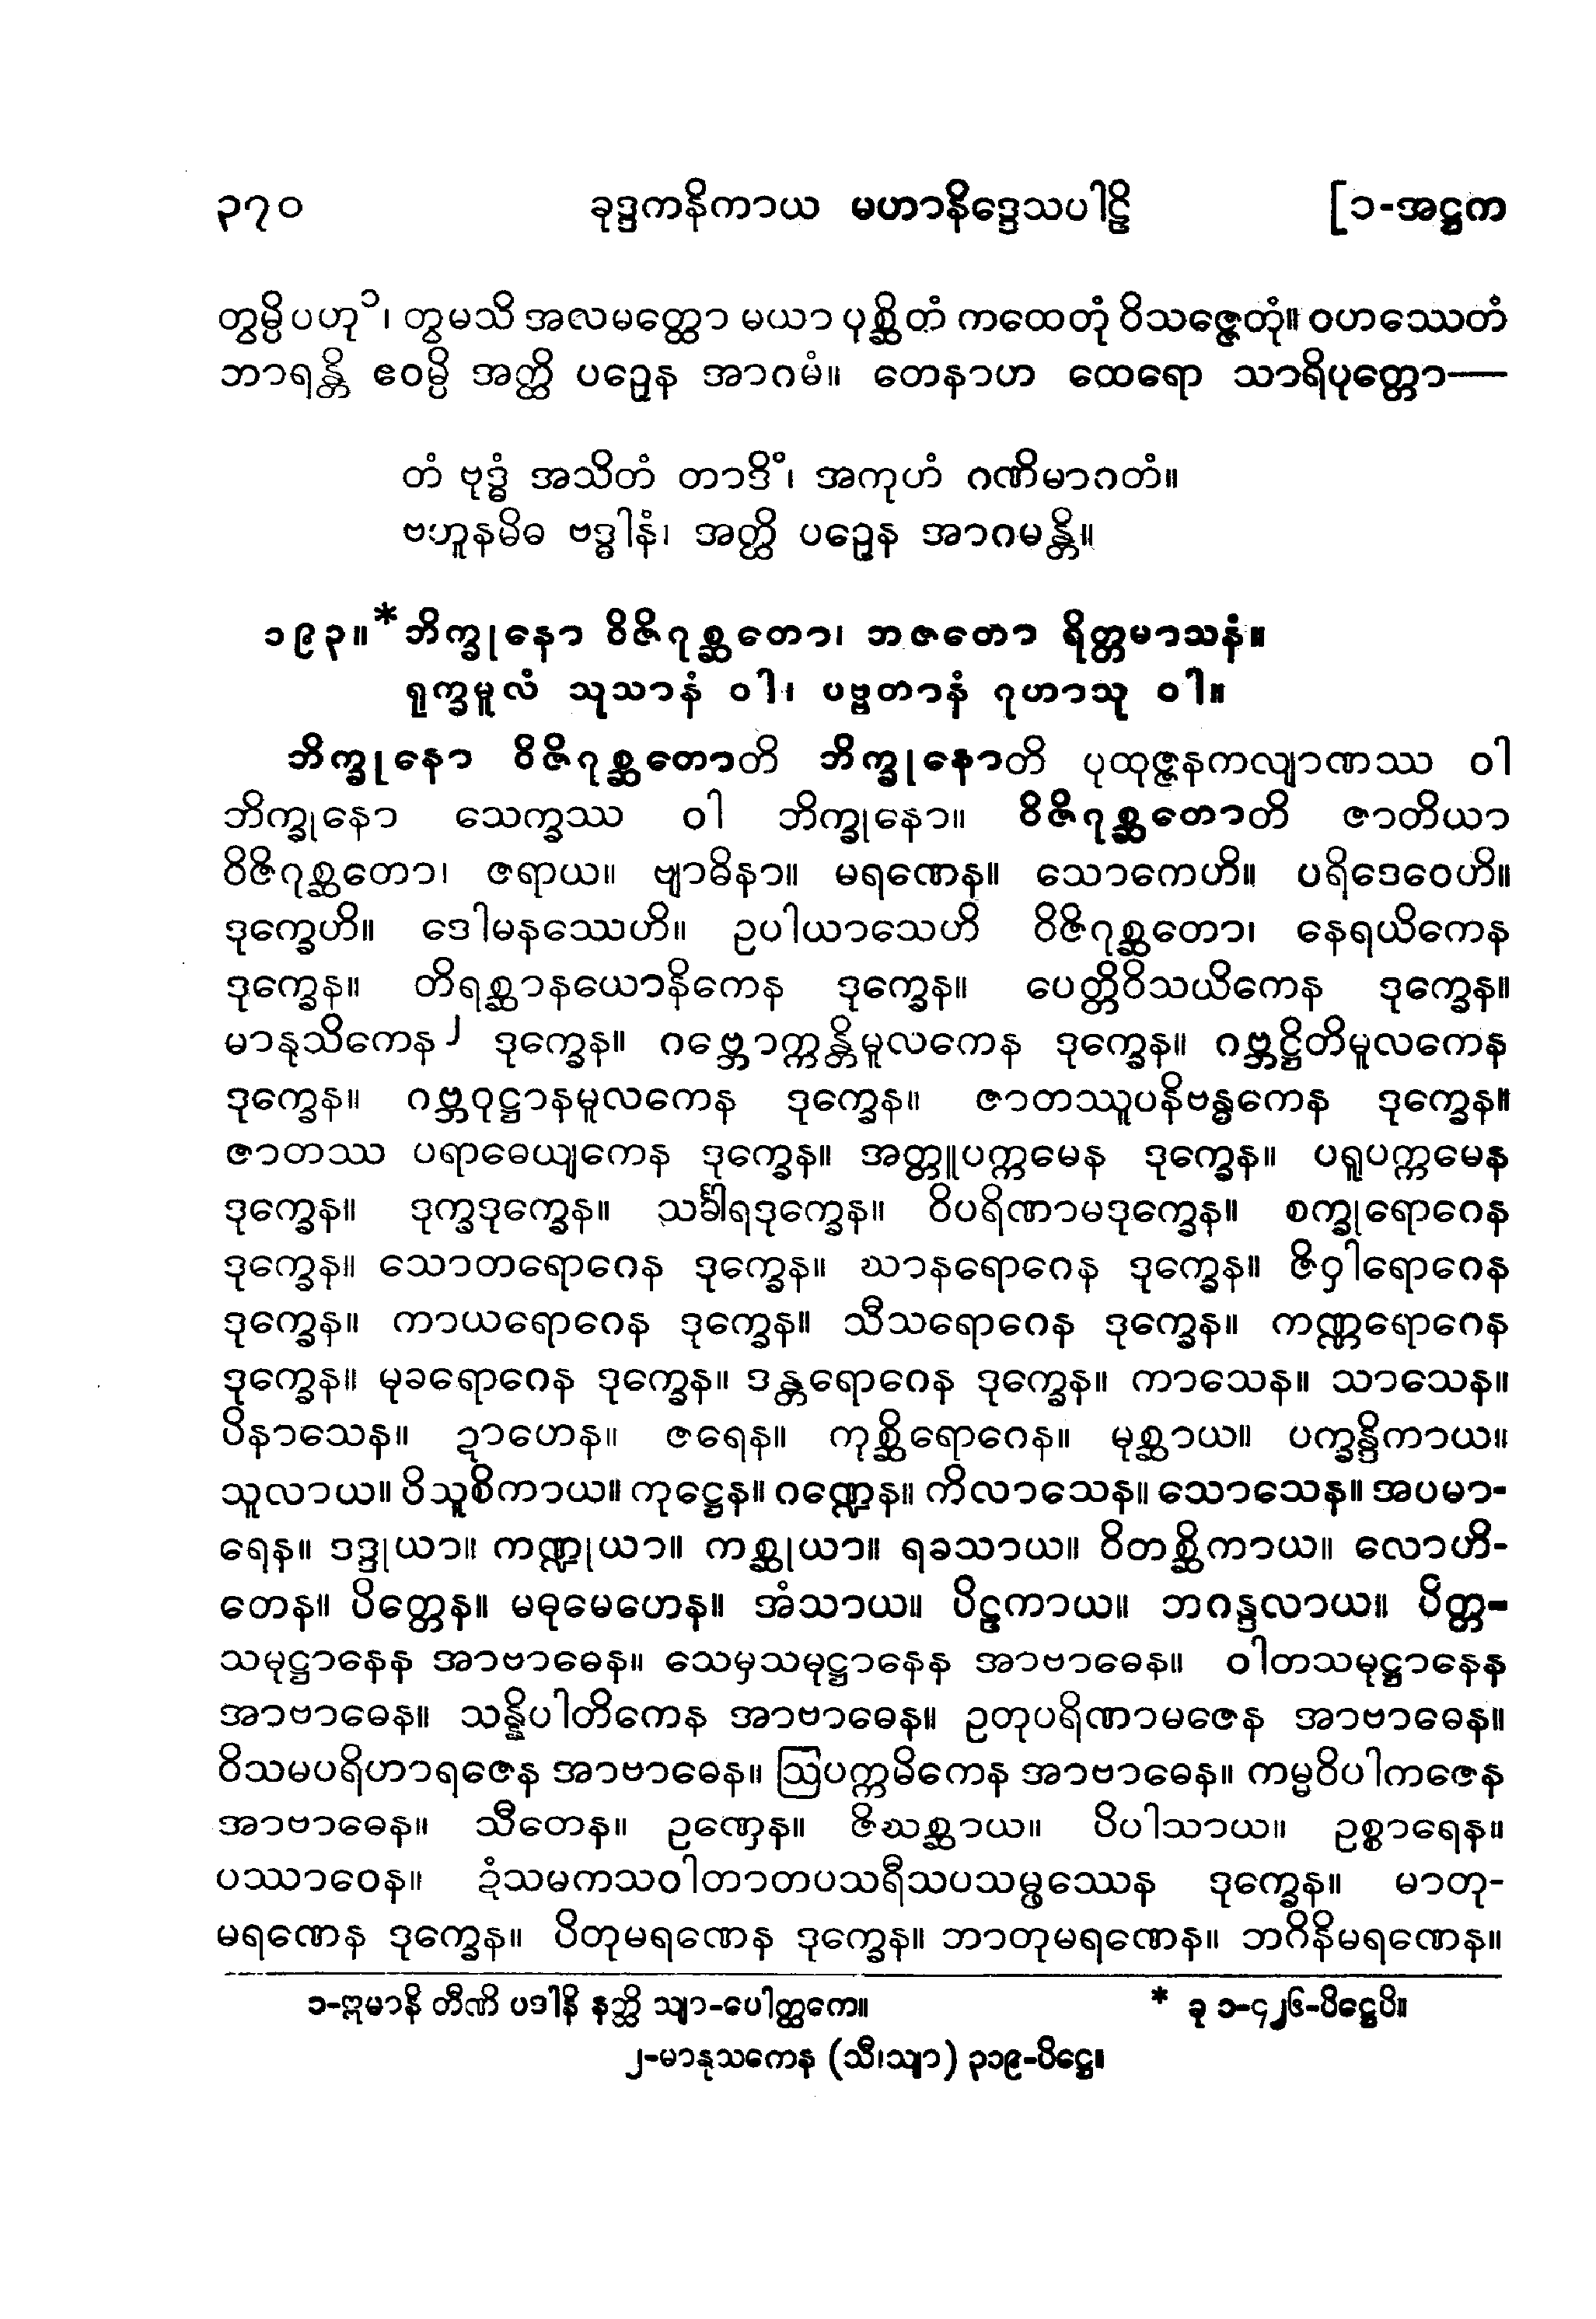 ၃၇၀ ခုဒ္ဒကနိကာယ မဟာနိဒ္ဒေသပါဠိ [၁-အဋ္ဌက
တွမ္ပိ ပဟု၁၊ တွမသိ အလမတ္ထော မယာ ပုစ္ဆိတံ ကထေတုံ ဝိသဇ္ဇေတုံ။ ဝဟဿေတံ
ဘာရန္တိ ဧဝမ္ပိ အတ္ထိ ပဉှေန အာဂမံ။ တေနာဟ ထေရော သာရိပုတ္တော—
တံ ဗုဒ္ဓံ အသိတံ တာဒိံ၊ အကုဟံ ဂဏိမာဂတံ။
ဗဟူနမိဓ ဗဒ္ဓါနံ၊ အတ္ထိ ပဉှေန အာဂမန္တိ။
၁၉၃။* ဘိက္ခုနော ဝိဇိဂုစ္ဆတော၊ ဘဇတော ရိတ္တမာသနံ။
ရုက္ခမူလံ သုသာနံ ဝါ၊ ပဗ္ဗတာနံ ဂုဟာသု ဝါ။
ဘိက္ခုနော ဝိဇိဂုစ္ဆတောတိ ဘိက္ခုနောတိ ပုထုဇ္ဇနကလျာဏဿ ဝါ
ဘိက္ခုနော သေက္ခဿ ဝါ ဘိက္ခုနော။ ဝိဇိဂုစ္ဆတောတိ ဇာတိယာ
ဝိဇိဂုစ္ဆတော၊ ဇရာယ။ ဗျာဓိနာ။ မရဏေန။ သောကေဟိ။ ပရိဒေဝေဟိ။
ဒုက္ခေဟိ။ ဒေါမနဿေဟိ။ ဥပါယာသေဟိ ဝိဇိဂုစ္ဆတော၊ နေရယိကေန
ဒုက္ခေန။ တိရစ္ဆာနယောနိကေန ဒုက္ခေန။ ပေတ္တိဝိသယိကေန ဒုက္ခေန။
မာနုသိကေန၂ ဒုက္ခေန။ ဂဗ္ဘောက္ကန္တိမူလကေန ဒုက္ခေန။ ဂဗ္ဘဋ္ဌိတိမူလကေန
ဒုက္ခေန။ ဂဗ္ဘဝုဋ္ဌာနမူလကေန ဒုက္ခေန။ ဇာတဿူပနိဗန္ဓကေန ဒုက္ခေန။
ဇာတဿ ပရာဓေယျကေန ဒုက္ခေန။ အတ္တူပက္ကမေန ဒုက္ခေန။ ပရူပက္ကမေန
ဒုက္ခေန။ ဒုက္ခဒုက္ခေန။ သင်္ခါရဒုက္ခေန။ ဝိပရိဏာမဒုက္ခေန။ စက္ခုရောဂေန
ဒုက္ခေန။ သောတရောဂေန ဒုက္ခေန။ ဃာနရောဂေန ဒုက္ခေန။ ဇိဝှါရောဂေန
ဒုက္ခေန။ ကာယရောဂေန ဒုက္ခေန။ သီသရောဂေန ဒုက္ခေန။ ကဏ္ဏရောဂေန
ဒုက္ခေန။ မုခရောဂေန ဒုက္ခေန။ ဒန္တရောဂေန ဒုက္ခေန။ ကာသေန။ သာသေန။
ပိနာသေန။ ဍာဟေန။ ဇရေန။ ကုစ္ဆိရောဂေန။ မုစ္ဆာယ။ ပက္ခန္ဒိကာယ။
သူလာယ။ ဝိသူစိကာယ။ ကုဋ္ဌေန။ ဂဏ္ဍေန။ ကိလာသေန။ သောသေန။ အပမာ-
ရေန။ ဒဒ္ဒုယာ။ ကဏ္ဍုယာ။ ကစ္ဆုယာ။ ရခသာယ။ ဝိတစ္ဆိကာယ။ လောဟိ-
တေန။ ပိတ္တေန။ မဓုမေဟေန။ အံသာယ။ ပိဠကာယ။ ဘဂန္ဒလာယ။ ပိတ္တ-
သမုဋ္ဌာနေန အာဗာဓေန။ သေမှသမုဋ္ဌာနေန အာဗာဓေန။ ဝါတသမုဋ္ဌာနေန
အာဗာဓေန။ သန္နိပါတိကေန အာဗာဓေန။ ဥတုပရိဏာမဇေန အာဗာဓေန။
ဝိသမပရိဟာရဇေန အာဗာဓေန။ ဩပက္ကမိကေန အာဗာဓေန။ ကမ္မဝိပါကဇေန
အာဗာဓေန။ သီတေန။ ဥဏှေန။ ဇိဃစ္ဆာယ။ ပိပါသာယ။ ဥစ္စာရေန။
ပဿာဝေန။ ဍံသမကသဝါတာတပသရီသပသမ္ဖဿေန ဒုက္ခေန။ မာတု-
မရဏေန ဒုက္ခေန။ ပိတုမရဏေန ဒုက္ခေန။ ဘာတုမရဏေန။ ဘဂိနိမရဏေန။
၁-ဣမာနိ တီဏိ ပဒါနိ နတ္ထိ သျာ-ပေါတ္ထကေ။ * ခု ၁-၄၂၆-ပိဋ္ဌေပိ။
၂-မာနုသကေန (သီ၊သျာ) ၃၁၉-ပိဋ္ဌေ။